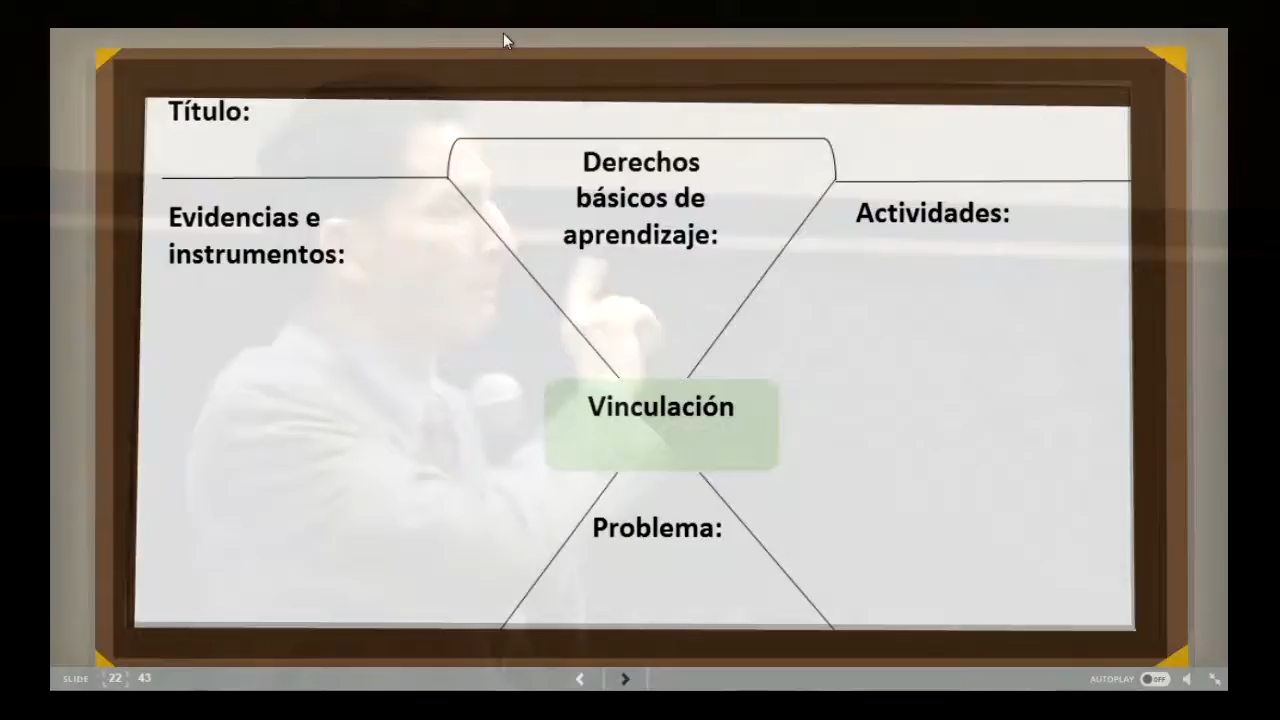 Título:
Derechos
básicos de
aprendizaje:
Evidencias e
instrumentos:
Actividades:
Vinculación
Problema:
SLIDE 22 43
AUTOPLAY OFF